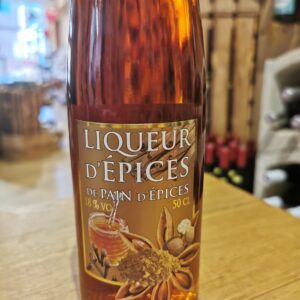 LIQUEUR
D'ÉPICES
DE PAIN D'ÉPICES
18 % VOL
50 CL